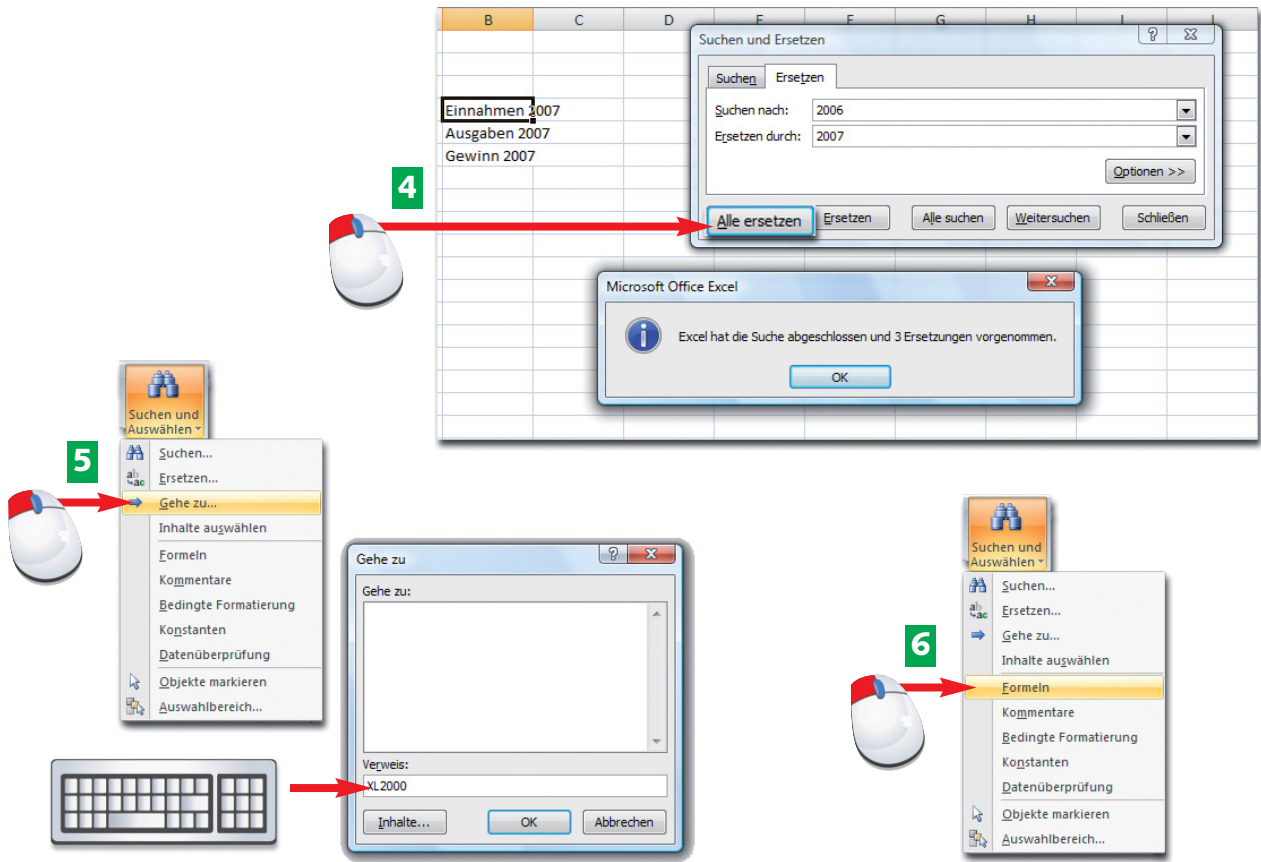 B C D E F G H I J
Suchen und Ersetzen
Suchen Ersetzen
Suchen nach: 2006
Ersetzen durch: 2007
Optionen >>
Alle ersetzen Ersetzen Alle suchen Weitersuchen Schließen
Einnahmen 2007
Ausgaben 2007
Gewinn 2007
4
Microsoft Office Excel
Excel hat die Suche abgeschlossen und 3 Ersetzungen vorgenommen.
OK
5
Suchen und
Auswählen
Suchen...
Ersetzen...
Gehe zu...
Inhalte auswählen
Formeln
Kommentare
Bedingte Formatierung
Konstanten
Datenüberprüfung
Objekte markieren
Auswahlbereich...
Gehe zu
Gehe zu:
Verweis:
XL2000
Inhalte... OK Abbrechen
6
Suchen und
Auswählen
Suchen...
Ersetzen...
Gehe zu...
Inhalte auswählen
Formeln
Kommentare
Bedingte Formatierung
Konstanten
Datenüberprüfung
Objekte markieren
Auswahlbereich...